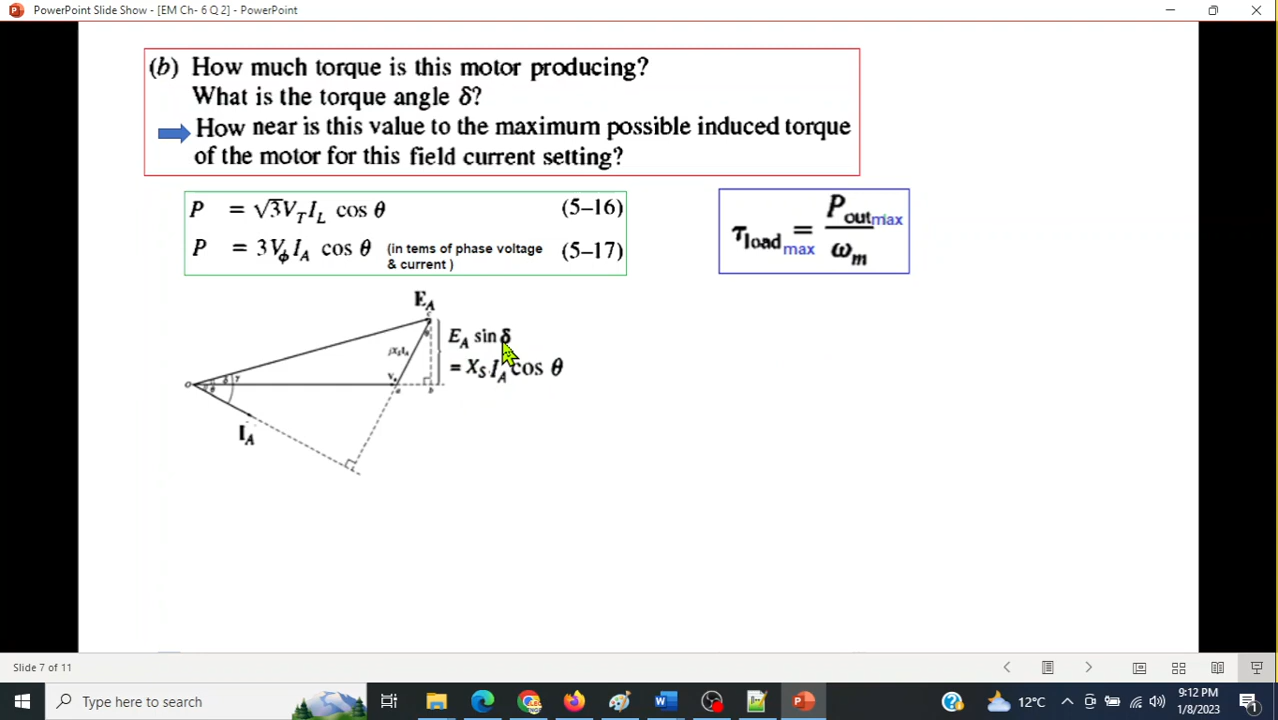 PowerPoint Slide Show - [EM Ch- 6 Q 2] - PowerPoint
(b) How much torque is this motor producing?
What is the torque angle δ?
How near is this value to the maximum possible induced torque
of the motor for this field current setting?
P = √3V_T I_L cos θ (5–16)
P = 3V_ϕ I_A cos θ (in tems of phase voltage & current ) (5–17)
τ_load max = P_out max / ω_m
E_A
E_A sin δ
= X_S I_A cos θ
jX_S I_A
V_ϕ
O
θ
δ
γ
a
b
c
I_A
Slide 7 of 11
Type here to search
12°C
9:12 PM
1/8/2023